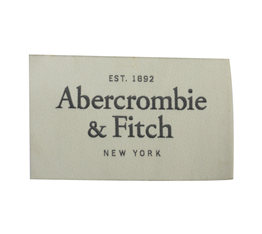 EST. 1892
Abercrombie
& Fitch
NEW YORK